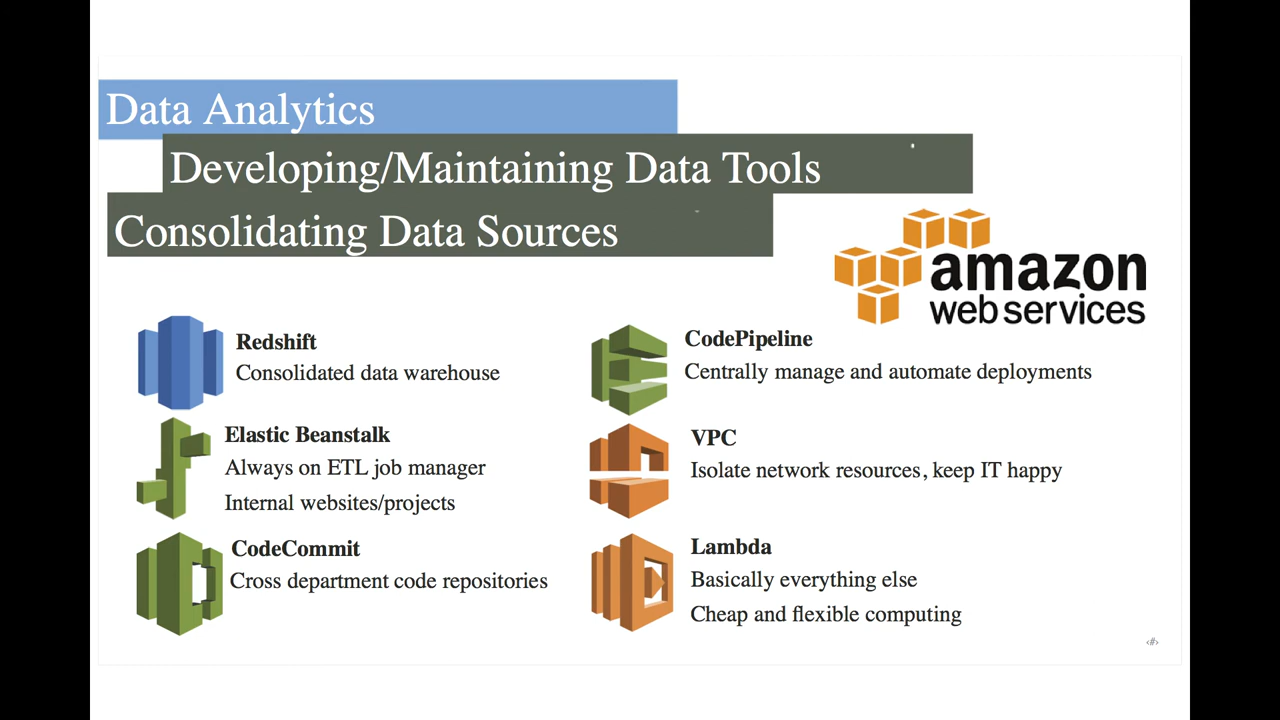 Data Analytics
Developing/Maintaining Data Tools
Consolidating Data Sources
amazon
web services
Redshift
Consolidated data warehouse
Elastic Beanstalk
Always on ETL job manager
Internal websites/projects
CodeCommit
Cross department code repositories
CodePipeline
Centrally manage and automate deployments
VPC
Isolate network resources, keep IT happy
Lambda
Basically everything else
Cheap and flexible computing
‹#›